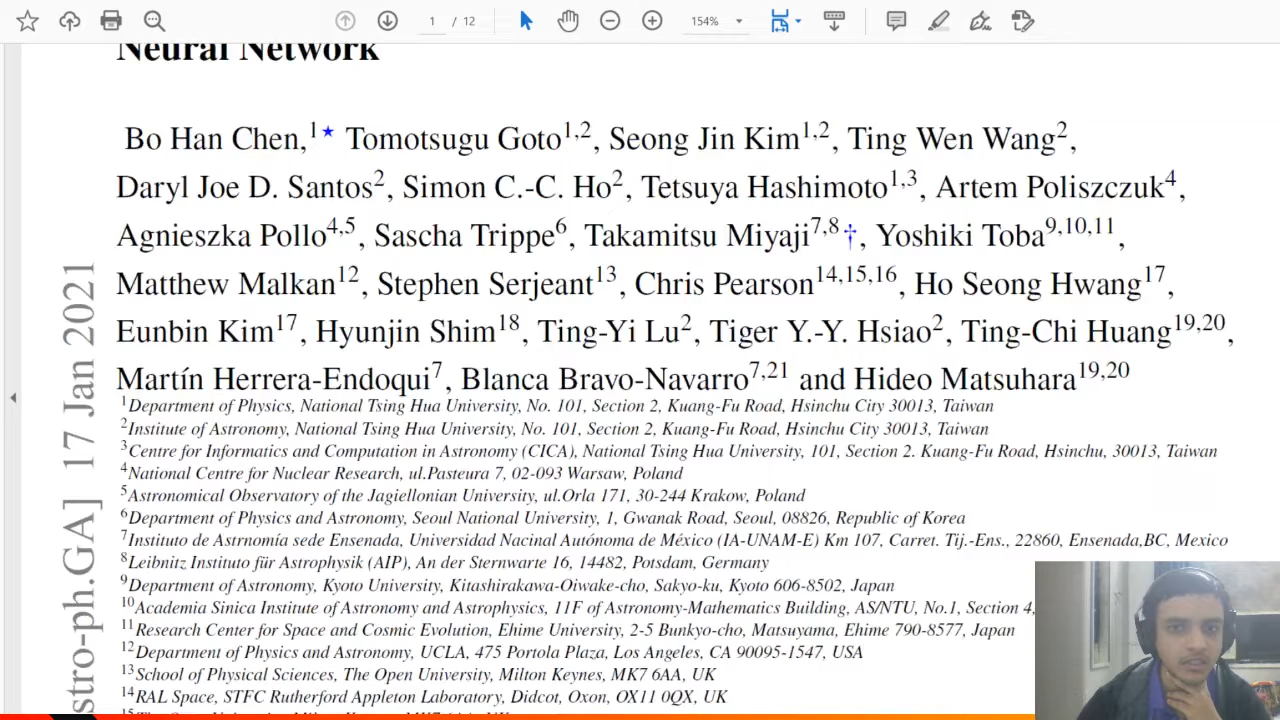 1 / 12 154%
Neural Network
Bo Han Chen,1★ Tomotsugu Goto1,2, Seong Jin Kim1,2, Ting Wen Wang2,
Daryl Joe D. Santos2, Simon C.-C. Ho2, Tetsuya Hashimoto1,3, Artem Poliszczuk4,
Agnieszka Pollo4,5, Sascha Trippe6, Takamitsu Miyaji7,8†, Yoshiki Toba9,10,11,
Matthew Malkan12, Stephen Serjeant13, Chris Pearson14,15,16, Ho Seong Hwang17,
Eunbin Kim17, Hyunjin Shim18, Ting-Yi Lu2, Tiger Y.-Y. Hsiao2, Ting-Chi Huang19,20,
Martín Herrera-Endoqui7, Blanca Bravo-Navarro7,21 and Hideo Matsuhara19,20
1Department of Physics, National Tsing Hua University, No. 101, Section 2, Kuang-Fu Road, Hsinchu City 30013, Taiwan
2Institute of Astronomy, National Tsing Hua University, No. 101, Section 2, Kuang-Fu Road, Hsinchu City 30013, Taiwan
3Centre for Informatics and Computation in Astronomy (CICA), National Tsing Hua University, 101, Section 2. Kuang-Fu Road, Hsinchu, 30013, Taiwan
4National Centre for Nuclear Research, ul.Pasteura 7, 02-093 Warsaw, Poland
5Astronomical Observatory of the Jagiellonian University, ul.Orla 171, 30-244 Krakow, Poland
6Department of Physics and Astronomy, Seoul National University, 1, Gwanak Road, Seoul, 08826, Republic of Korea
7Instituto de Astrnomía sede Ensenada, Universidad Nacinal Autónoma de México (IA-UNAM-E) Km 107, Carret. Tij.-Ens., 22860, Ensenada,BC, Mexico
8Leibnitz Instituto für Astrophysik (AIP), An der Sternwarte 16, 14482, Potsdam, Germany
9Department of Astronomy, Kyoto University, Kitashirakawa-Oiwake-cho, Sakyo-ku, Kyoto 606-8502, Japan
10Academia Sinica Institute of Astronomy and Astrophysics, 11F of Astronomy-Mathematics Building, AS/NTU, No.1, Section 4,
11Research Center for Space and Cosmic Evolution, Ehime University, 2-5 Bunkyo-cho, Matsuyama, Ehime 790-8577, Japan
12Department of Physics and Astronomy, UCLA, 475 Portola Plaza, Los Angeles, CA 90095-1547, USA
13School of Physical Sciences, The Open University, Milton Keynes, MK7 6AA, UK
14RAL Space, STFC Rutherford Appleton Laboratory, Didcot, Oxon, OX11 0QX, UK
stro-ph.GA] 17 Jan 2021